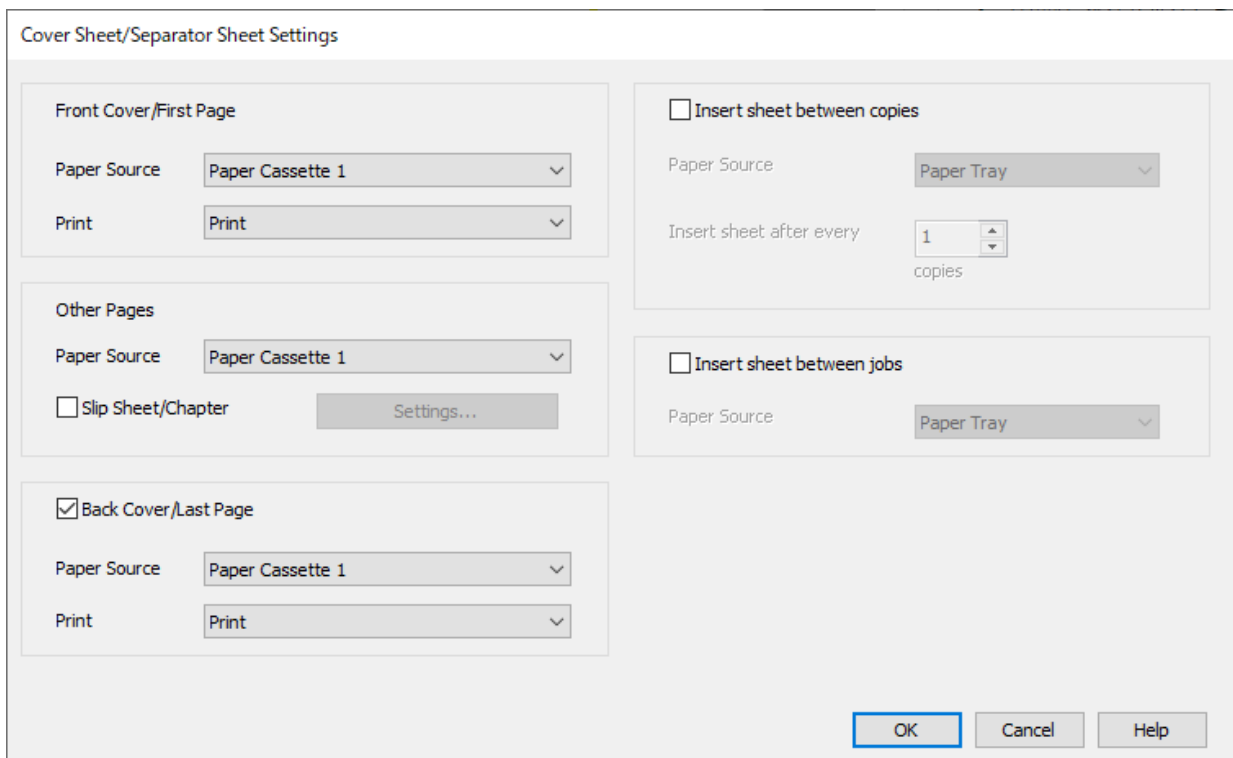 Cover Sheet/Separator Sheet Settings
Front Cover/First Page
Paper Source Paper Cassette 1
Print Print
Other Pages
Paper Source Paper Cassette 1
Slip Sheet/Chapter Settings...
Back Cover/Last Page
Paper Source Paper Cassette 1
Print Print
Insert sheet between copies
Paper Source Paper Tray
Insert sheet after every 1
copies
Insert sheet between jobs
Paper Source Paper Tray
OK Cancel Help